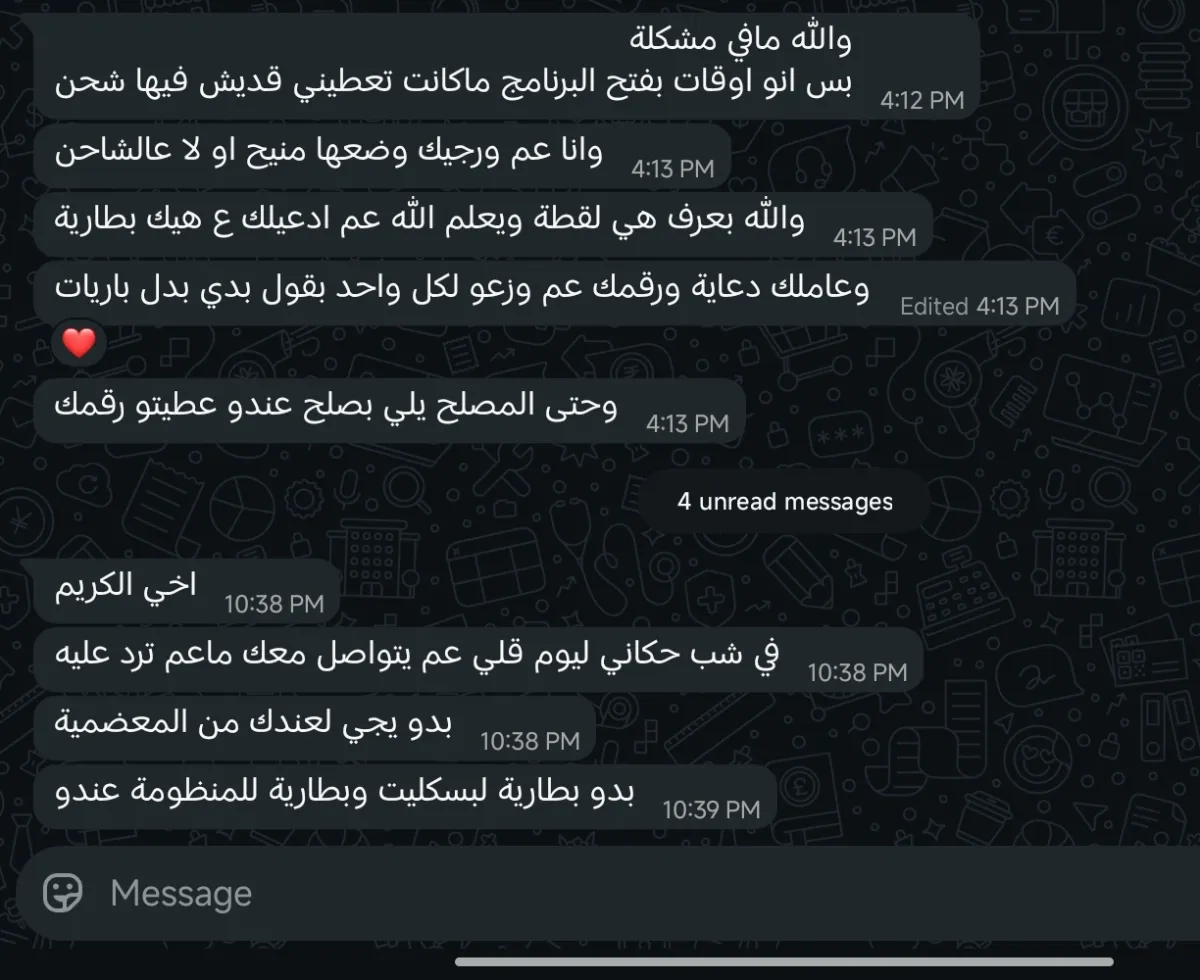 والله مافي مشكلة
بس انو اوقات بفتح البرنامج ماكانت تعطيني قديش فيها شحن
4:12 PM
وانا عم ورجيك وضعها منيح او لا عالشاحن
4:13 PM
والله بعرف هي لقطة ويعلم الله عم ادعيلك ع هيك بطارية
4:13 PM
وعاملك دعاية ورقمك عم وزعو لكل واحد بقول بدي بدل باريات
Edited 4:13 PM
❤️
وحتى المصلح يلي بصلح عندو عطيتو رقمك
4:13 PM
4 unread messages
اخي الكريم
10:38 PM
في شب حكاني ليوم قلي عم يتواصل معك ماعم ترد عليه
10:38 PM
بدو يجي لعندك من المعضمية
10:38 PM
بدو بطارية لبسكليت وبطارية للمنظومة عندو
10:39 PM
Message